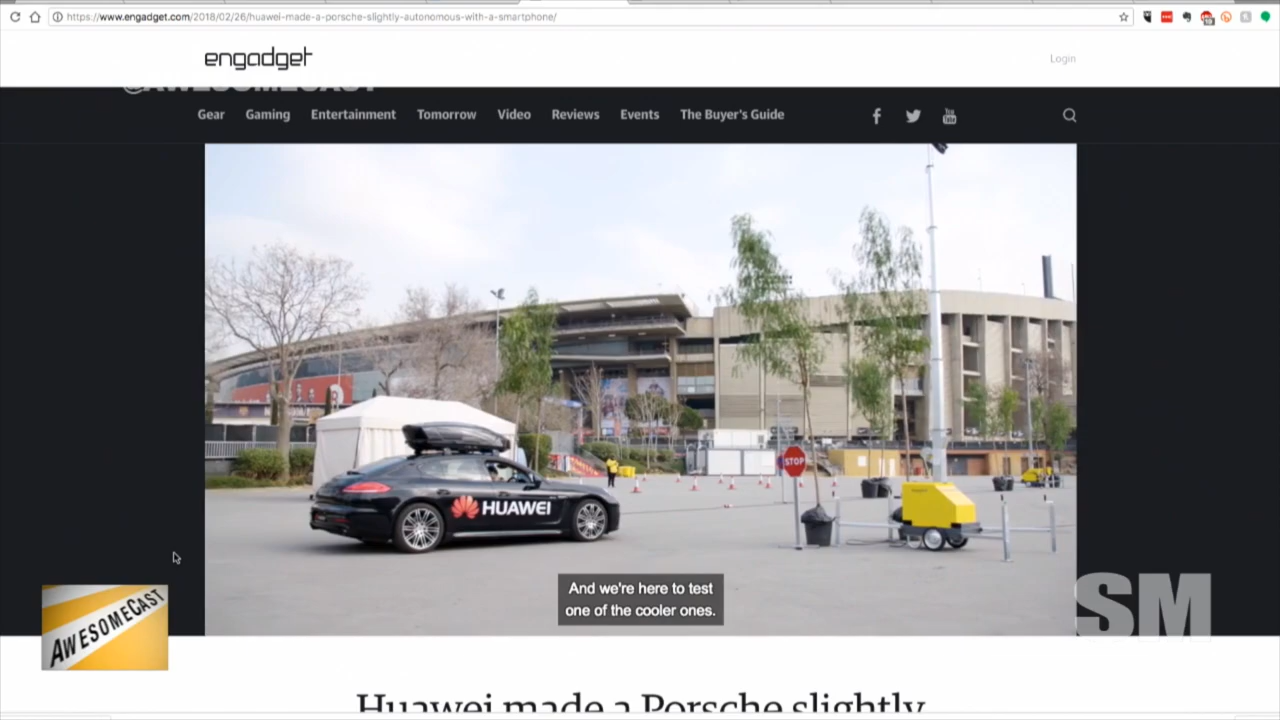 https://www.engadget.com/2018/02/26/huawei-made-a-porsche-slightly-autonomous-with-a-smartphone/
engadget
Login
@AWESOMECAST
Gear Gaming Entertainment Tomorrow Video Reviews Events The Buyer's Guide
STOP
HUAWEI
And we're here to test
one of the cooler ones.
AWESOMECAST
SM
Huawei made a Porsche slightly